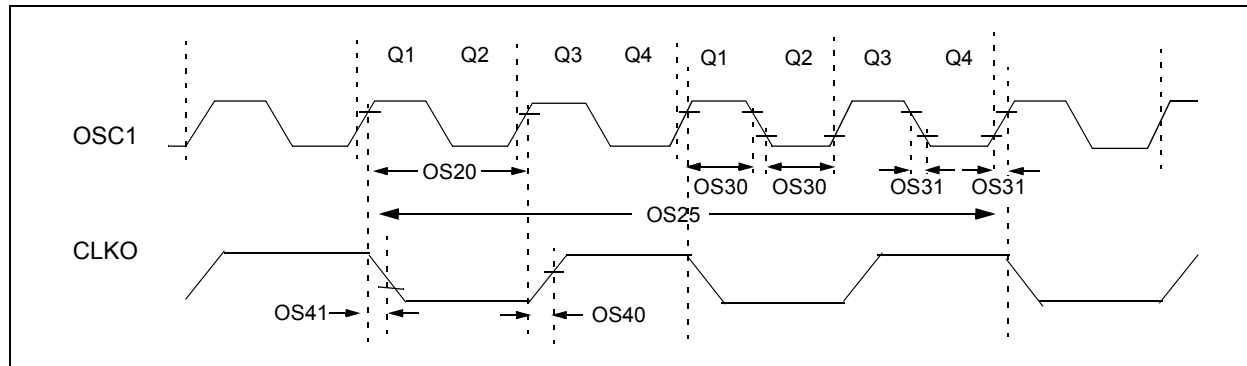 Q1 Q2 Q3 Q4 Q1 Q2 Q3 Q4
OSC1
OS20 OS30 OS30 OS31 OS31
OS25
CLKO
OS41 OS40